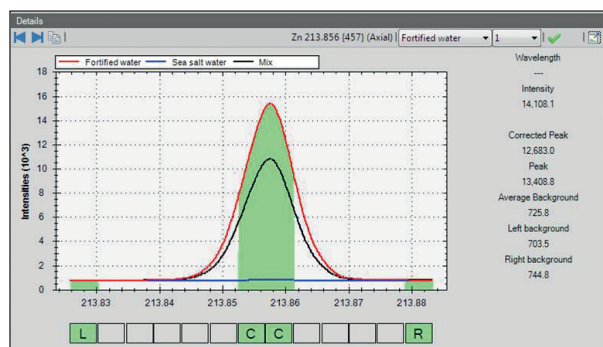 Details
Zn 213.856 {457} (Axial) | Fortified water 1
Fortified water Sea salt water Mix
Intensities (10^3)
18
16
14
12
10
8
6
4
2
0
213.83 213.84 213.85 213.86 213.87 213.88
L C C R
Wavelength
---
Intensity
14,108.1
Corrected Peak
12,683.0
Peak
13,408.8
Average Background
725.8
Left background
703.5
Right background
744.8